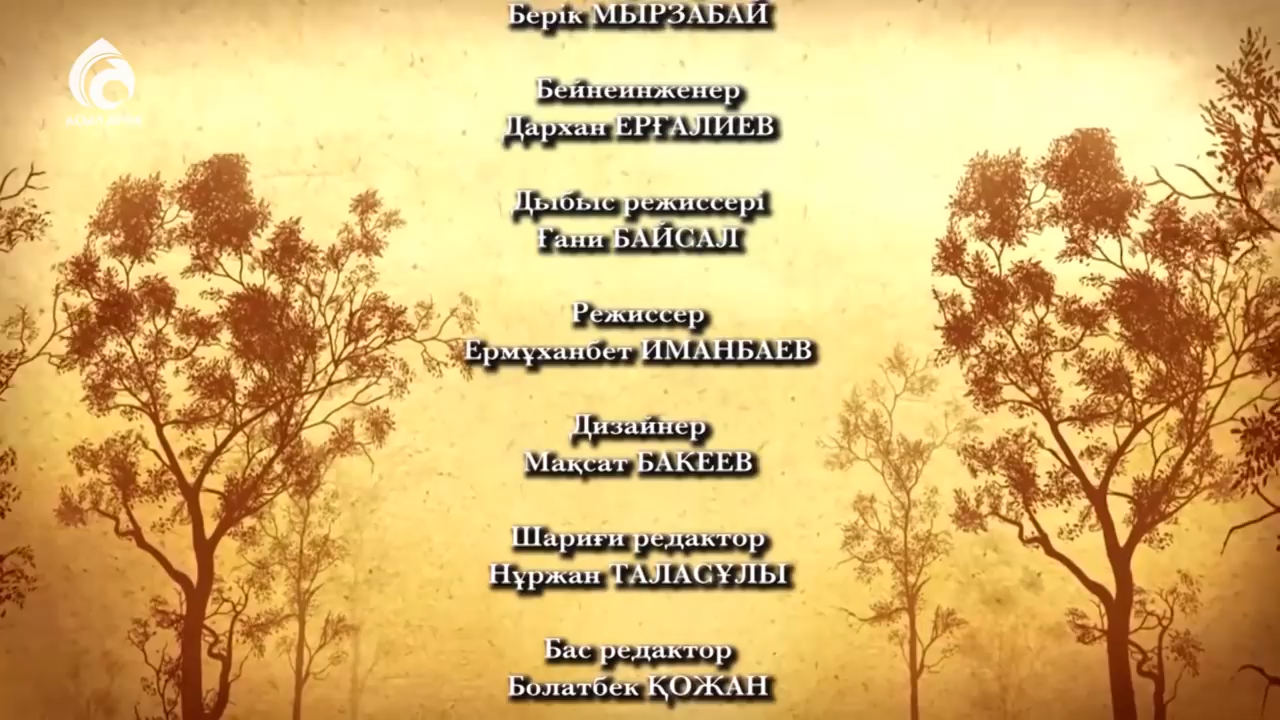 Берік МЫРЗАБАЙ
Бейнеинженер
Дархан ЕРҒАЛИЕВ
Дыбыс режиссері
Ғани БАЙСАЛ
Режиссер
Ермұханбет ИМАНБАЕВ
Дизайнер
Мақсат БАКЕЕВ
Шариғи редактор
Нұржан ТАЛАСҰЛЫ
Бас редактор
Болатбек ҚОЖАН